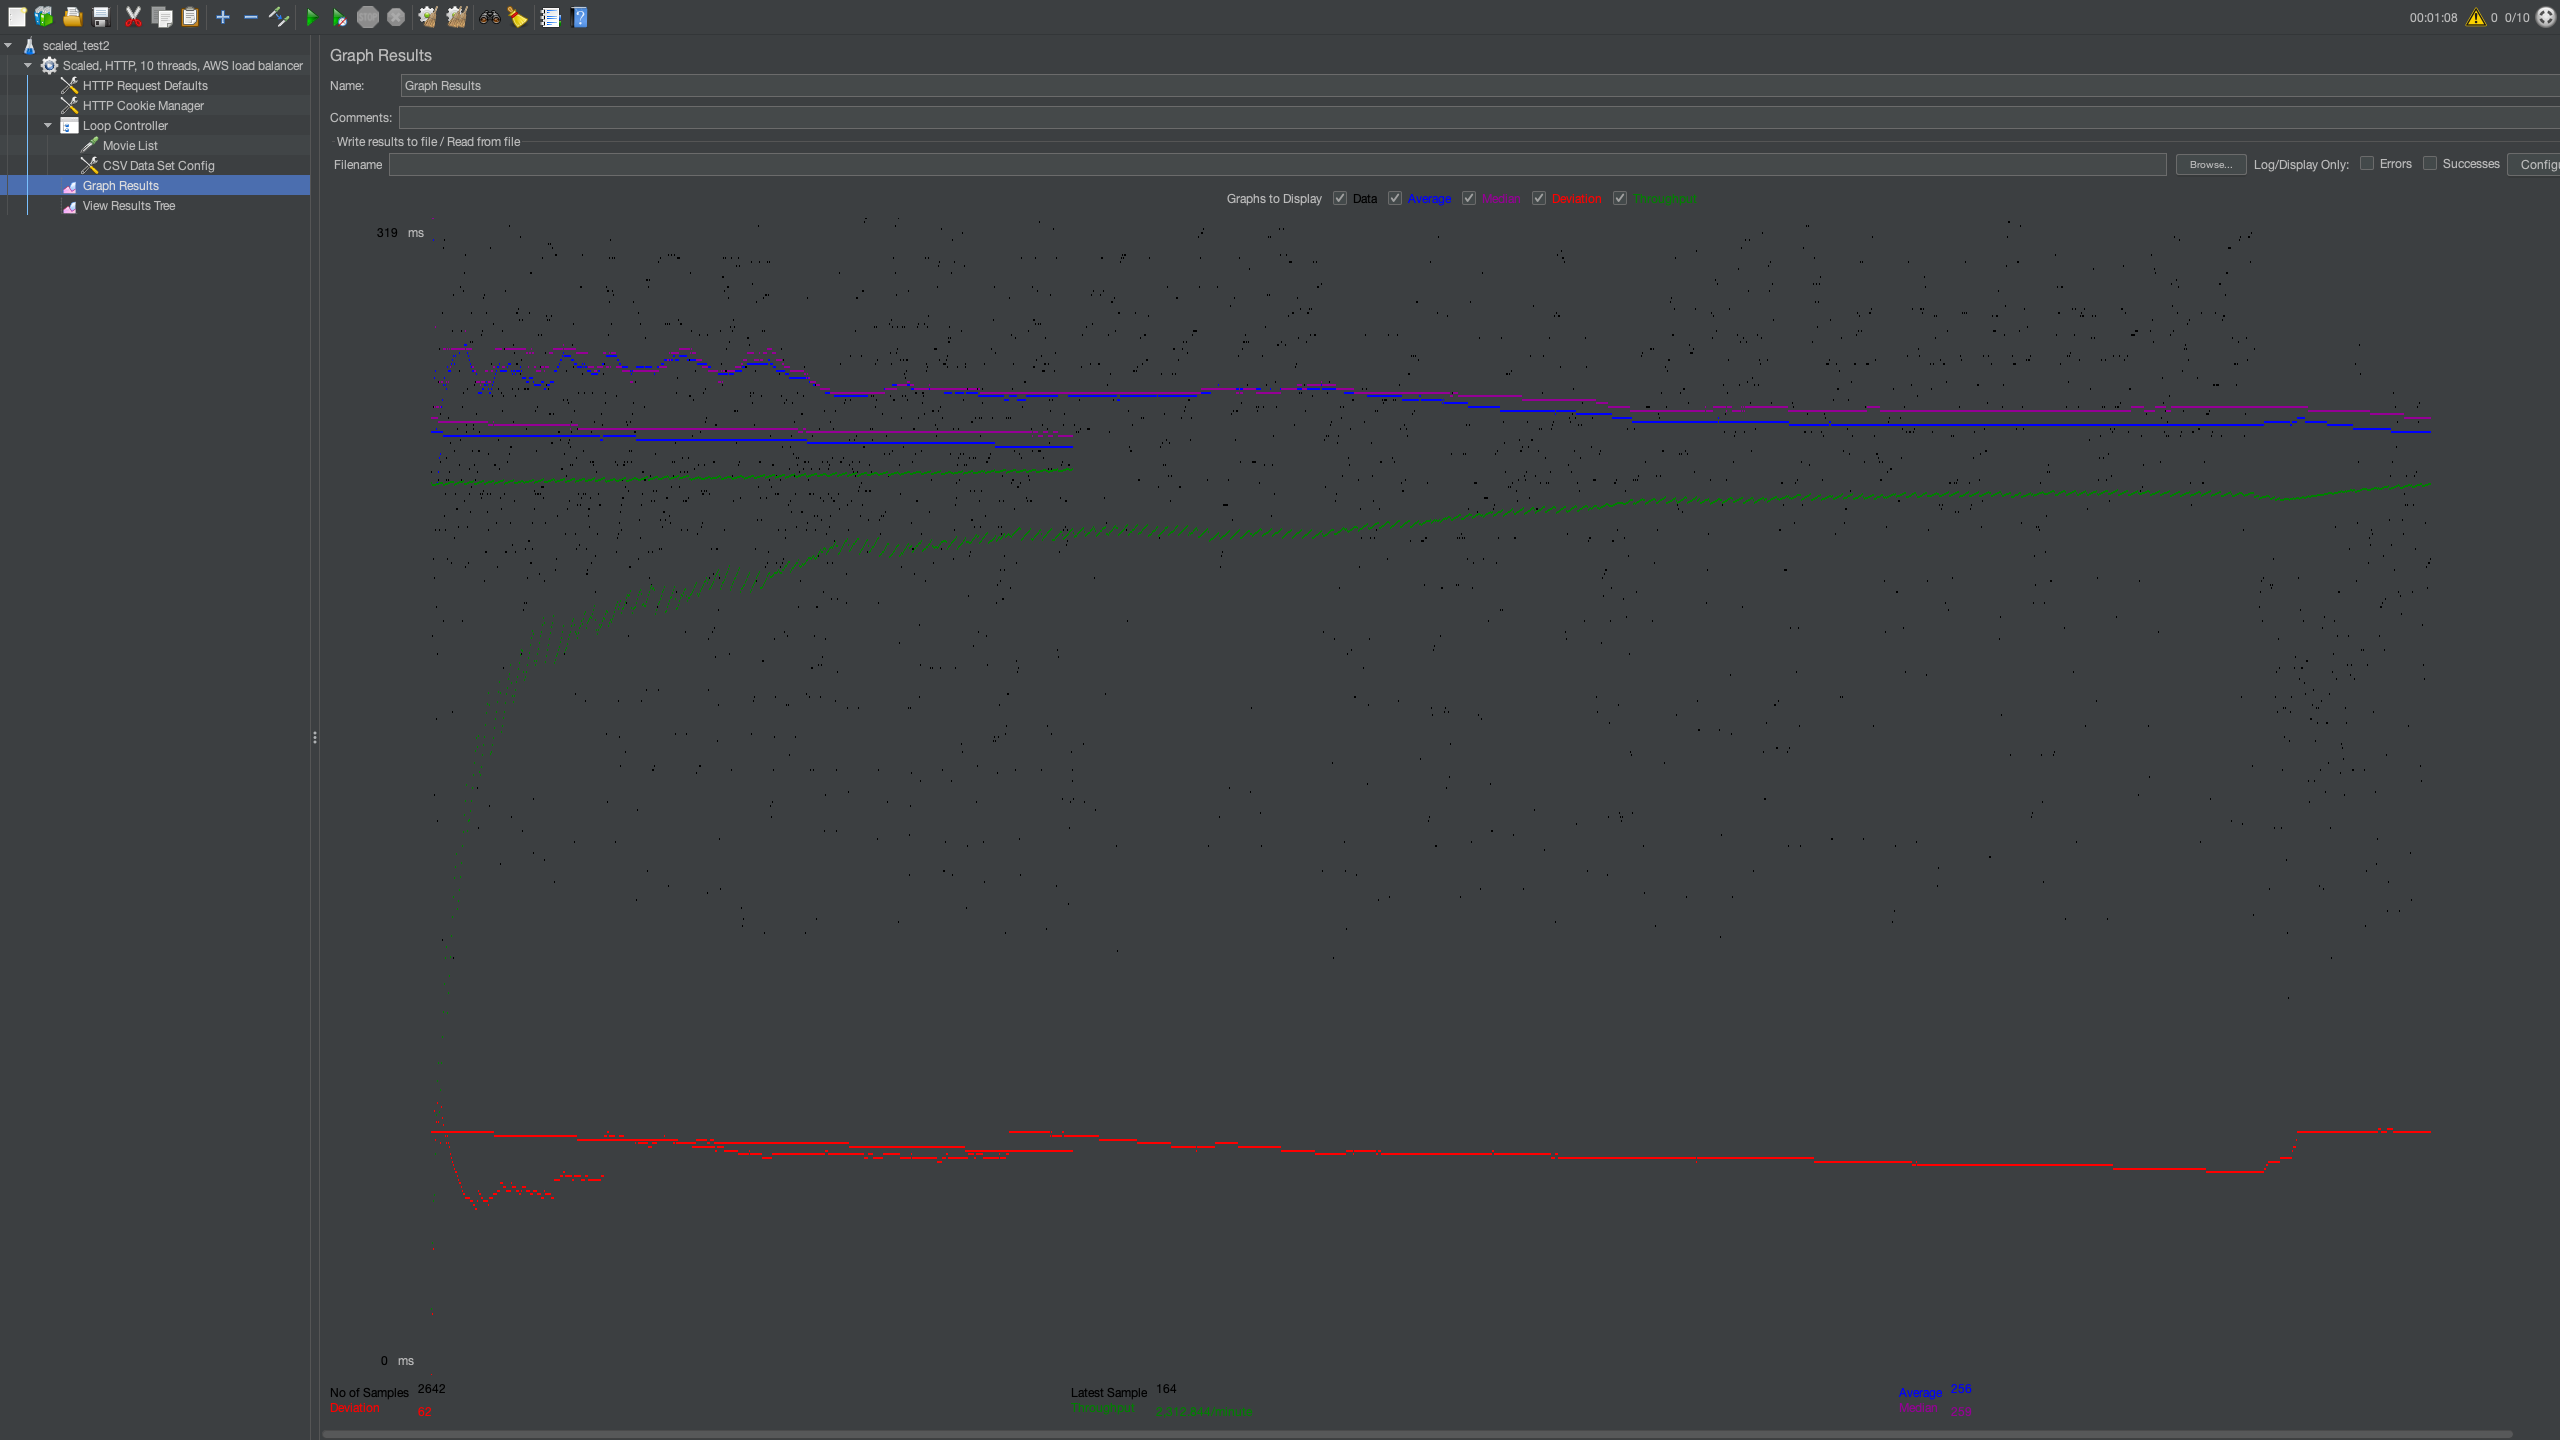 00:01:08 0 0/10
scaled_test2
Scaled, HTTP, 10 threads, AWS load balancer
HTTP Request Defaults
HTTP Cookie Manager
Loop Controller
Movie List
CSV Data Set Config
Graph Results
View Results Tree
Graph Results
Name: Graph Results
Comments:
Write results to file / Read from file
Filename Browse... Log/Display Only: Errors Successes Configu
Graphs to Display Data Average Median Deviation Throughput
319 ms
0 ms
No of Samples 2642 Latest Sample 164 Average 256
Deviation 62 Throughput 2,312.844/minute Median